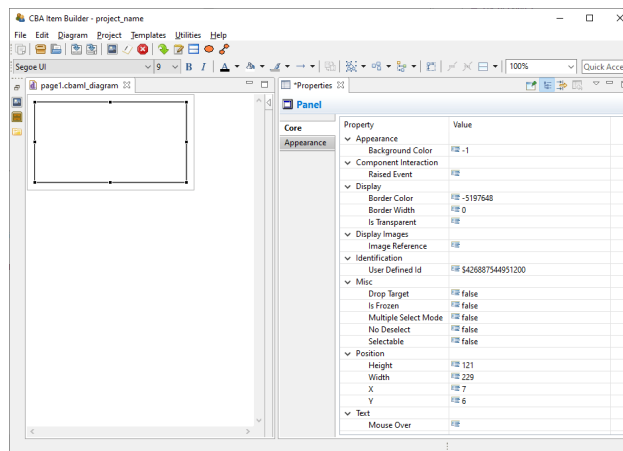 CBA Item Builder - project_name
File Edit Diagram Project Templates Utilities Help
Segoe UI 9 B I A 100% Quick Acce
page1.cbaml_diagram
*Properties
Panel
Core
Appearance
Property Value
Appearance
Background Color -1
Component Interaction
Raised Event
Display
Border Color -5197648
Border Width 0
Is Transparent
Display Images
Image Reference
Identification
User Defined Id $426887544951200
Misc
Drop Target false
Is Frozen false
Multiple Select Mode false
No Deselect false
Selectable false
Position
Height 121
Width 229
X 7
Y 6
Text
Mouse Over